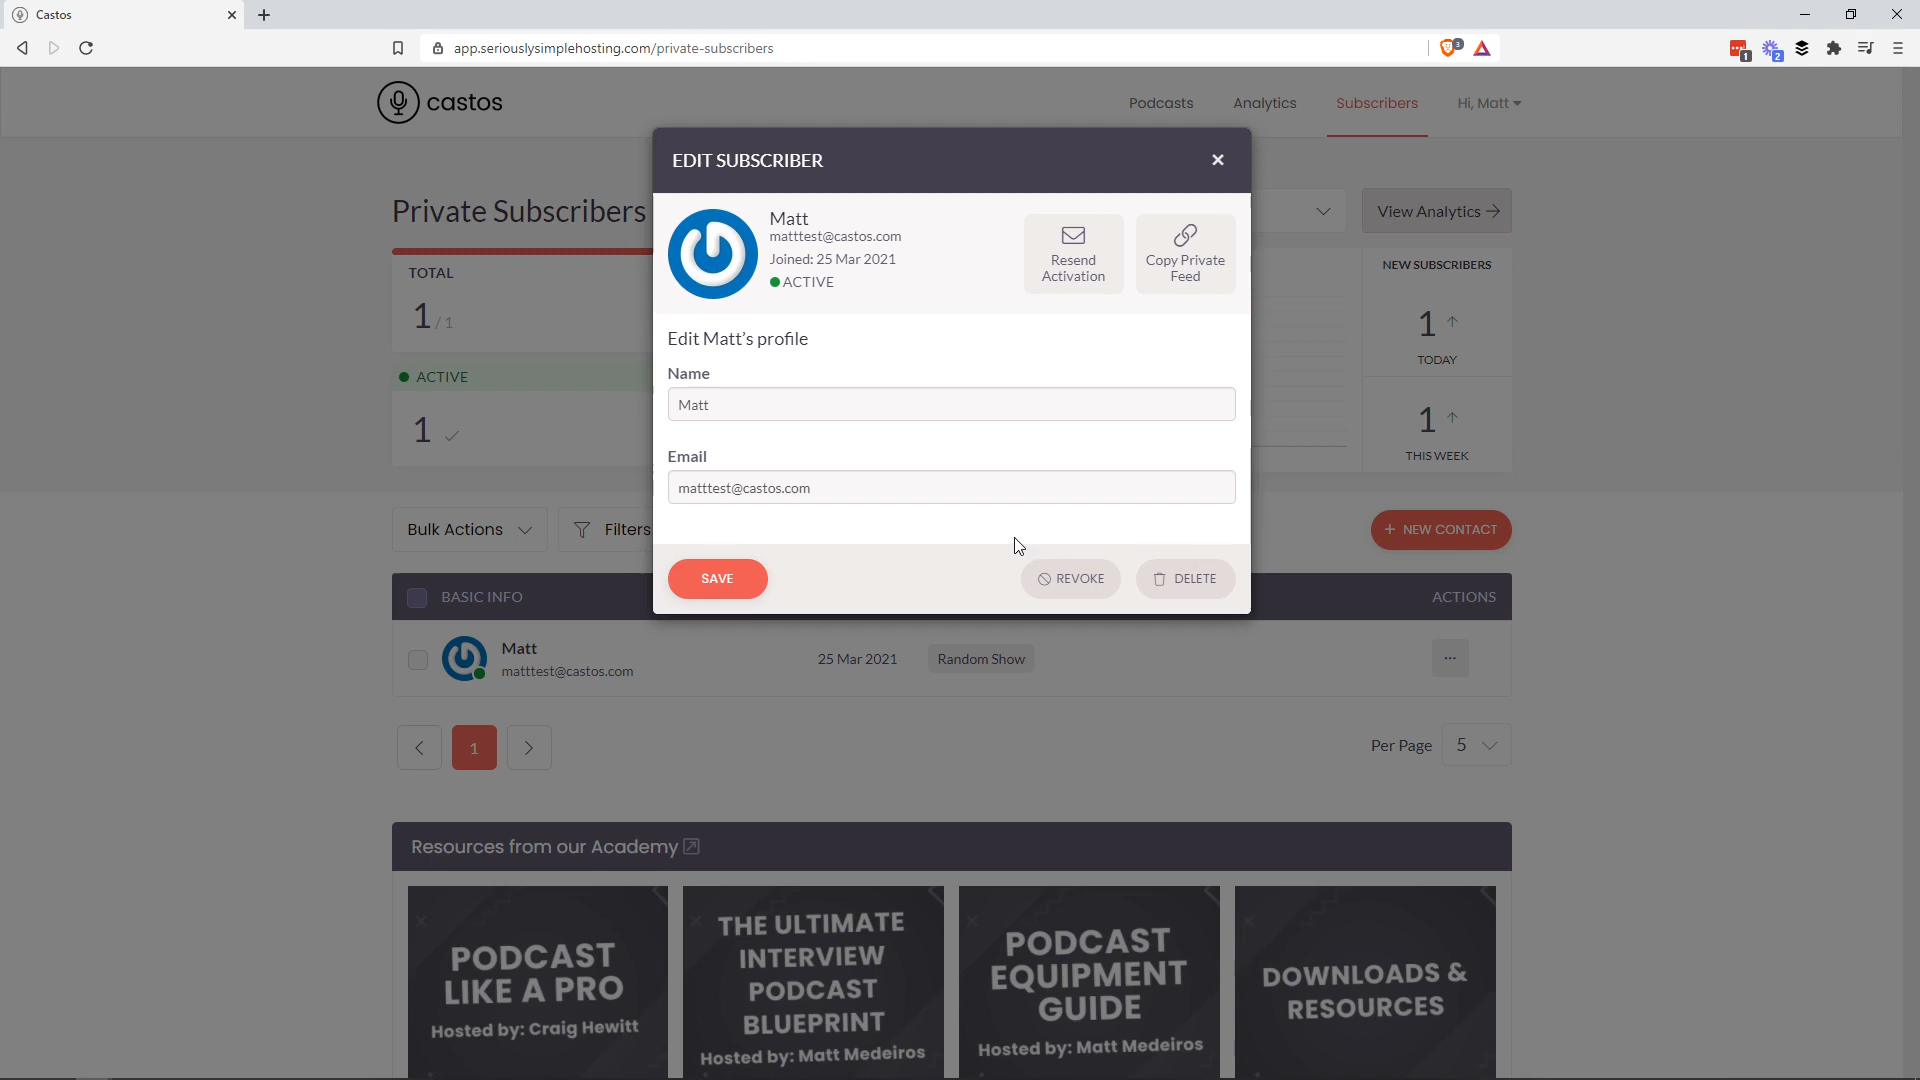 Castos
app.seriouslysimplehosting.com/private-subscribers
3
1
2
castos
Podcasts
Analytics
Subscribers
Hi, Matt
EDIT SUBSCRIBER
Private Subscribers
View Analytics
Matt
matttest@castos.com
Joined: 25 Mar 2021
ACTIVE
Resend
Activation
Copy Private
Feed
TOTAL
1 / 1
NEW SUBSCRIBERS
1
TODAY
ACTIVE
1
1
THIS WEEK
Edit Matt's profile
Name
Matt
Email
matttest@castos.com
Bulk Actions
Filters
+ NEW CONTACT
SAVE
REVOKE
DELETE
BASIC INFO
ACTIONS
Matt
matttest@castos.com
25 Mar 2021
Random Show
...
1
Per Page
5
Resources from our Academy
PODCAST
LIKE A PRO
Hosted by: Craig Hewitt
THE ULTIMATE
INTERVIEW
PODCAST
BLUEPRINT
Hosted by: Matt Medeiros
PODCAST
EQUIPMENT
GUIDE
Hosted by: Matt Medeiros
DOWNLOADS &
RESOURCES